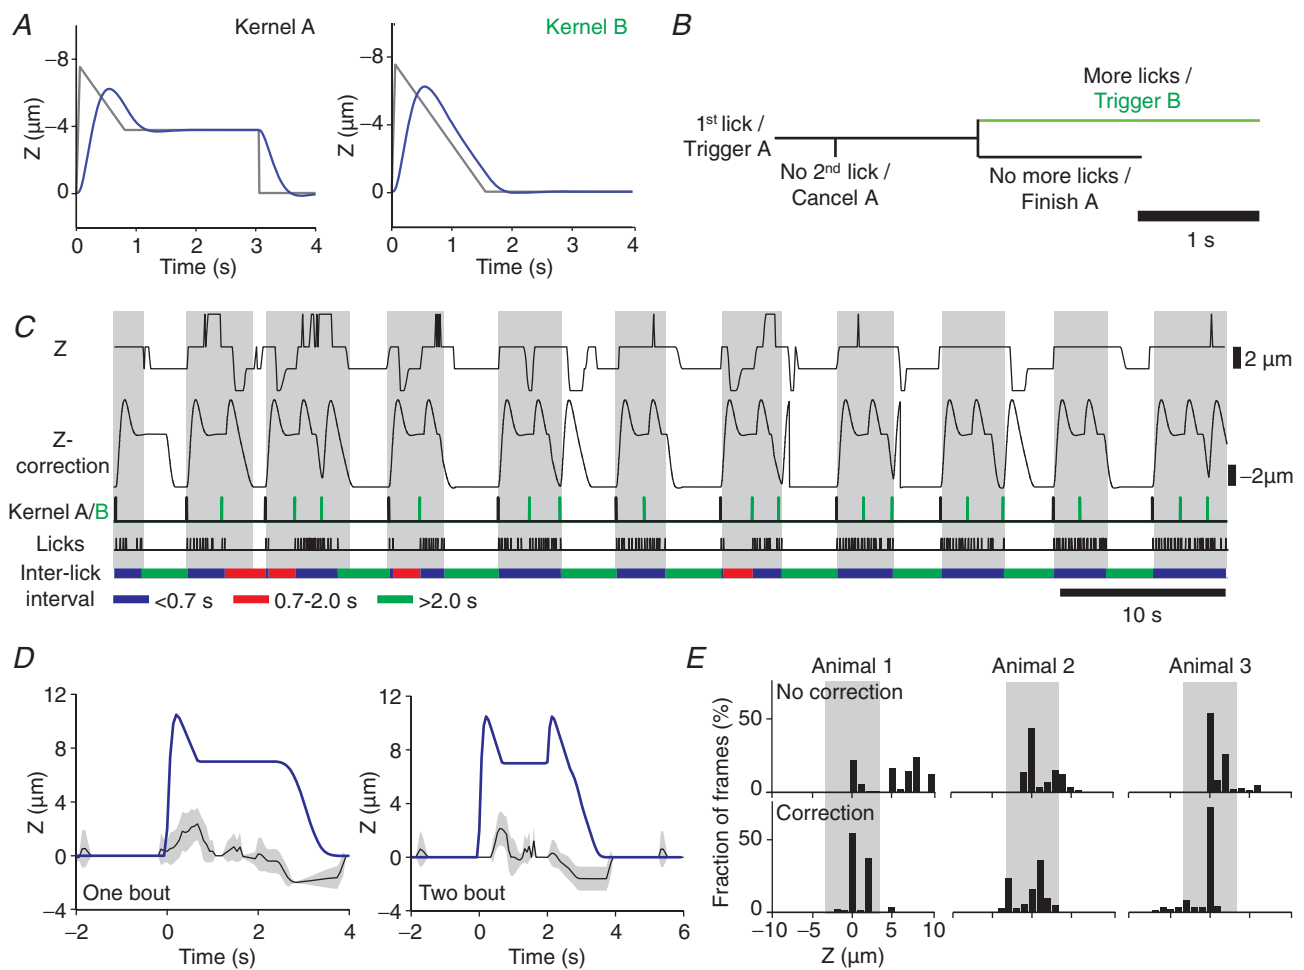 A
Kernel A
Kernel B
Z (μm)
−8
−4
0
0 1 2 3 4
Time (s)
Z (μm)
−8
−4
0
0 1 2 3 4
Time (s)
B
1st lick /
Trigger A
No 2nd lick /
Cancel A
More licks /
Trigger B
No more licks /
Finish A
1 s
C
Z
2 μm
Z-
correction
−2μm
Kernel A/B
Licks
Inter-lick
interval
<0.7 s
0.7-2.0 s
>2.0 s
10 s
D
Z (μm)
12
8
4
0
−4
One bout
−2 0 2 4
Time (s)
Z (μm)
12
8
4
0
−4
Two bout
−2 0 2 4 6
Time (s)
E
Animal 1
Animal 2
Animal 3
No correction
Fraction of frames (%)
50
0
Correction
50
0
−10 −5 0 5 10
Z (μm)